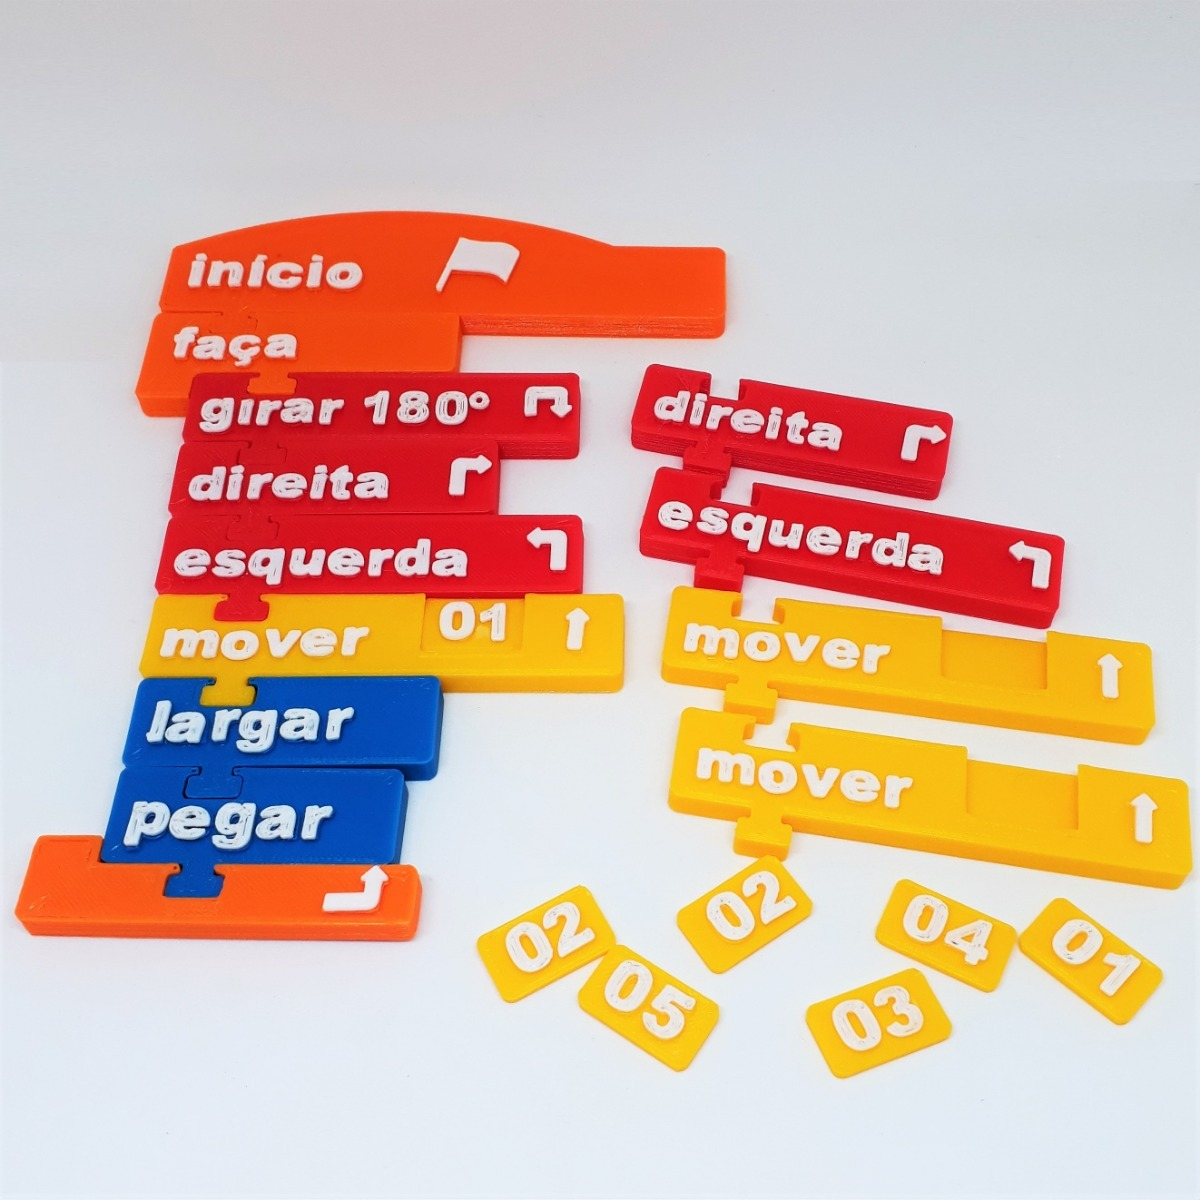 início
faça
girar 180°
direita
esquerda
mover 01
largar
pegar
direita
esquerda
mover
mover
02
02
04
01
05
03